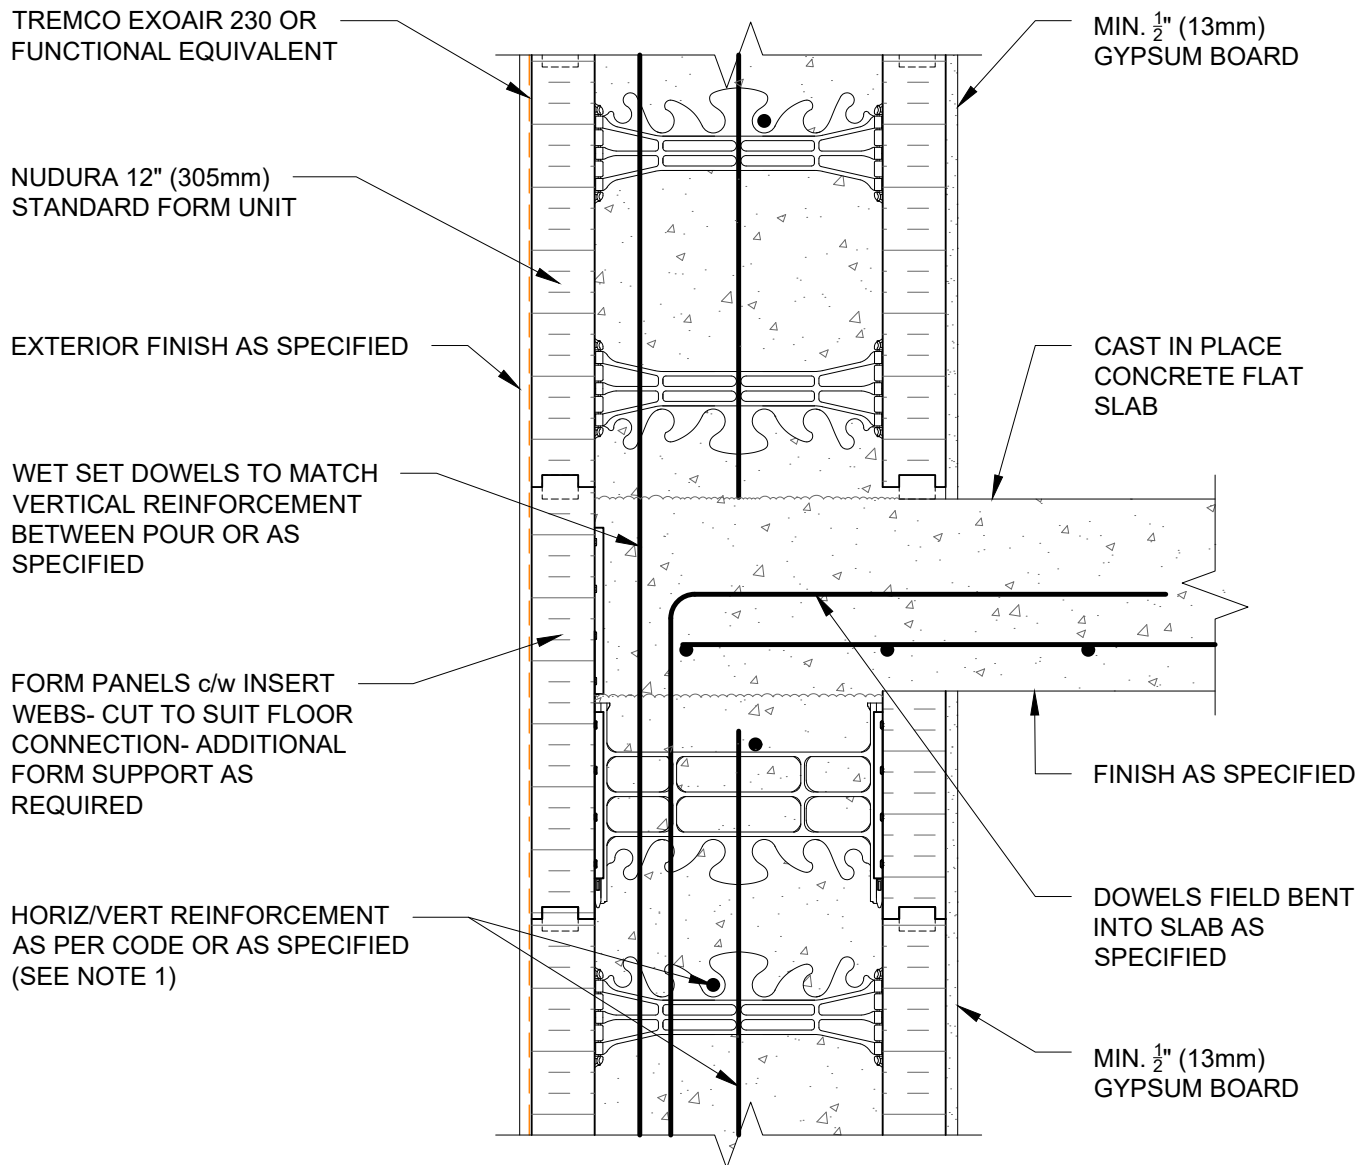 TREMCO EXOAIR 230 OR
FUNCTIONAL EQUIVALENT
NUDURA 12" (305mm)
STANDARD FORM UNIT
EXTERIOR FINISH AS SPECIFIED
WET SET DOWELS TO MATCH
VERTICAL REINFORCEMENT
BETWEEN POUR OR AS
SPECIFIED
FORM PANELS c/w INSERT
WEBS- CUT TO SUIT FLOOR
CONNECTION- ADDITIONAL
FORM SUPPORT AS
REQUIRED
HORIZ/VERT REINFORCEMENT
AS PER CODE OR AS SPECIFIED
(SEE NOTE 1)
MIN. 1/2" (13mm)
GYPSUM BOARD
CAST IN PLACE
CONCRETE FLAT
SLAB
FINISH AS SPECIFIED
DOWELS FIELD BENT
INTO SLAB AS
SPECIFIED
MIN. 1/2" (13mm)
GYPSUM BOARD